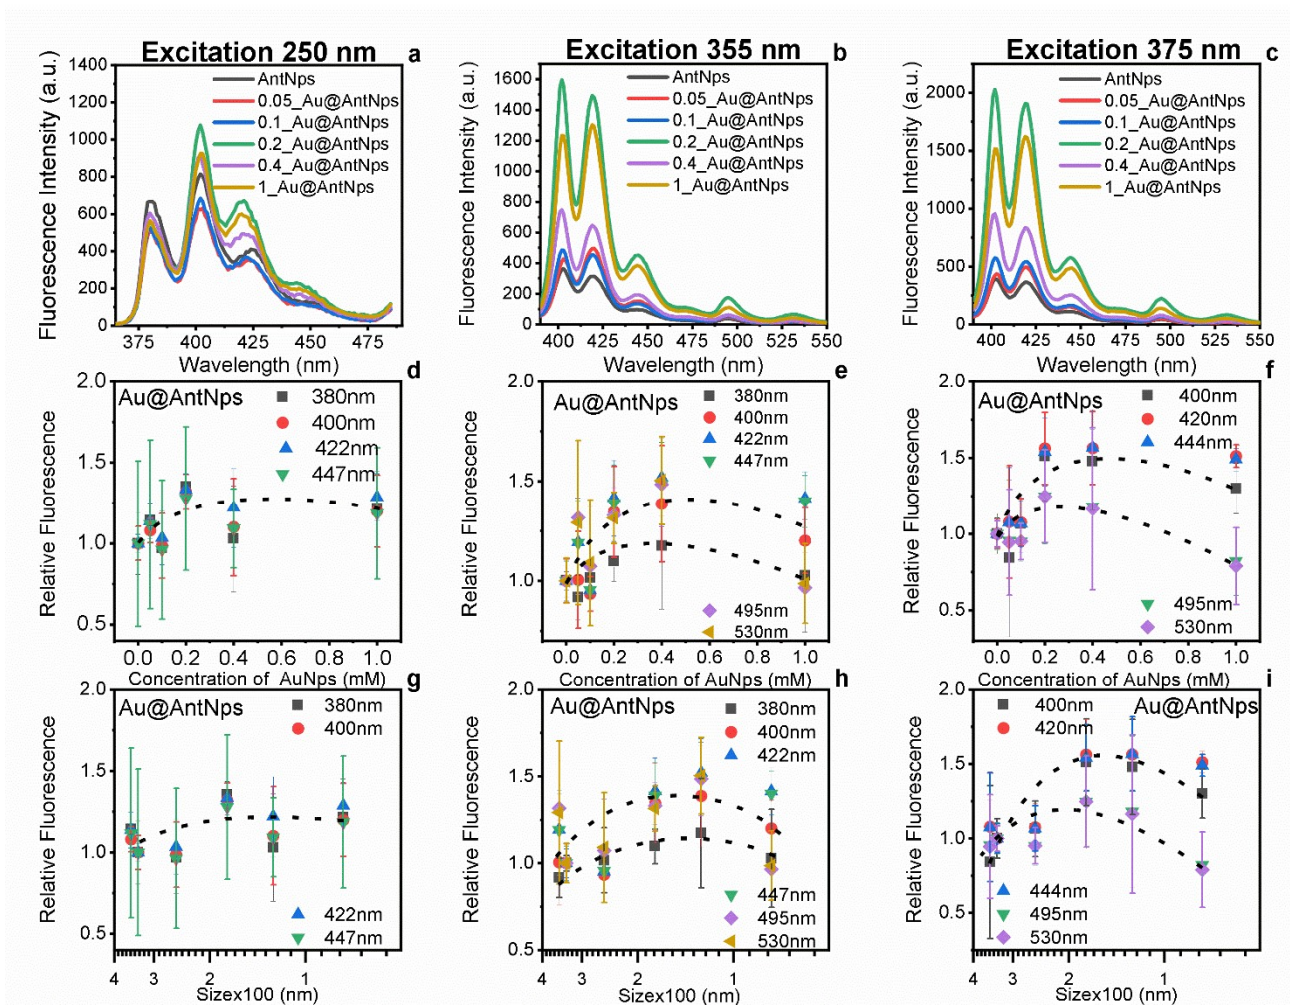 Excitation 250 nm
a
Fluorescence Intensity (a.u.)
1400
1200
1000
800
600
400
200
0
AntNps
0.05_Au@AntNps
0.1_Au@AntNps
0.2_Au@AntNps
0.4_Au@AntNps
1_Au@AntNps
375 400 425 450 475
Wavelength (nm)
Excitation 355 nm
b
Fluorescence Intensity (a.u.)
1600
1400
1200
1000
800
600
400
200
0
AntNps
0.05_Au@AntNps
0.1_Au@AntNps
0.2_Au@AntNps
0.4_Au@AntNps
1_Au@AntNps
400 425 450 475 500 525 550
Wavelength (nm)
Excitation 375 nm
c
Fluorescence Intensity (a.u.)
2000
1500
1000
500
0
AntNps
0.05_Au@AntNps
0.1_Au@AntNps
0.2_Au@AntNps
0.4_Au@AntNps
1_Au@AntNps
400 425 450 475 500 525 550
Wavelength (nm)
d
Relative Fluorescence
2.0
1.5
1.0
0.5
Au@AntNps
380nm
400nm
422nm
447nm
0.0 0.2 0.4 0.6 0.8 1.0
Concentration of AuNps (mM)
e
Relative Fluorescence
2.0
1.5
1.0
Au@AntNps
380nm
400nm
422nm
447nm
495nm
530nm
0.0 0.2 0.4 0.6 0.8 1.0
Concentration of AuNps (mM)
f
Relative Fluorescence
2.0
1.5
1.0
0.5
Au@AntNps
400nm
420nm
444nm
495nm
530nm
0.0 0.2 0.4 0.6 0.8 1.0
Concentration of AuNps (mM)
g
Relative Fluorescence
2.0
1.5
1.0
0.5
Au@AntNps
380nm
400nm
422nm
447nm
4 3 2 1
Sizex100 (nm)
h
Relative Fluorescence
2.0
1.5
1.0
0.5
Au@AntNps
380nm
400nm
422nm
447nm
495nm
530nm
4 3 2 1
Sizex100 (nm)
i
Relative Fluorescence
2.0
1.5
1.0
0.5
400nm
420nm
Au@AntNps
444nm
495nm
530nm
4 3 2 1
Sizex100 (nm)